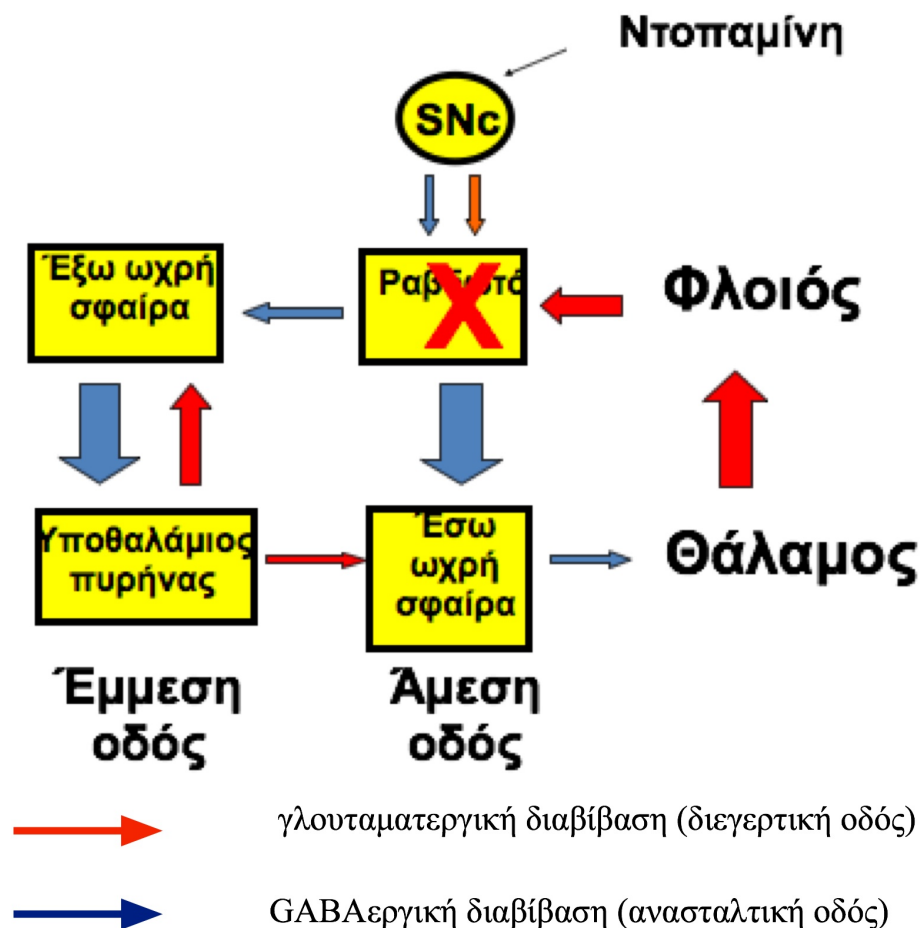 Ντοπαμίνη
SNc
Έξω ωχρή
σφαίρα
Φλοιός
Υποθαλάμιος
πυρήνας
Έσω
ωχρή
σφαίρα
Θάλαμος
Έμμεση
οδός
Άμεση
οδός
γλουταματεργική διαβίβαση (διεγερτική οδός)
GABAεργική διαβίβαση (ανασταλτική οδός)